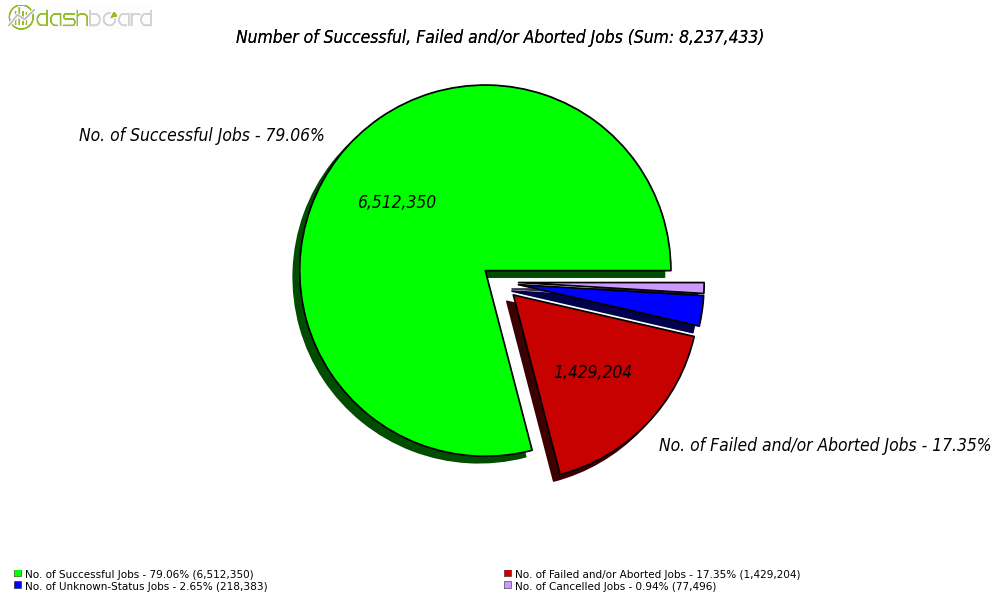 dashboard
Number of Successful, Failed and/or Aborted Jobs (Sum: 8,237,433)
No. of Successful Jobs - 79.06%
6,512,350
1,429,204
No. of Failed and/or Aborted Jobs - 17.35%
No. of Successful Jobs - 79.06% (6,512,350)
No. of Failed and/or Aborted Jobs - 17.35% (1,429,204)
No. of Unknown-Status Jobs - 2.65% (218,383)
No. of Cancelled Jobs - 0.94% (77,496)